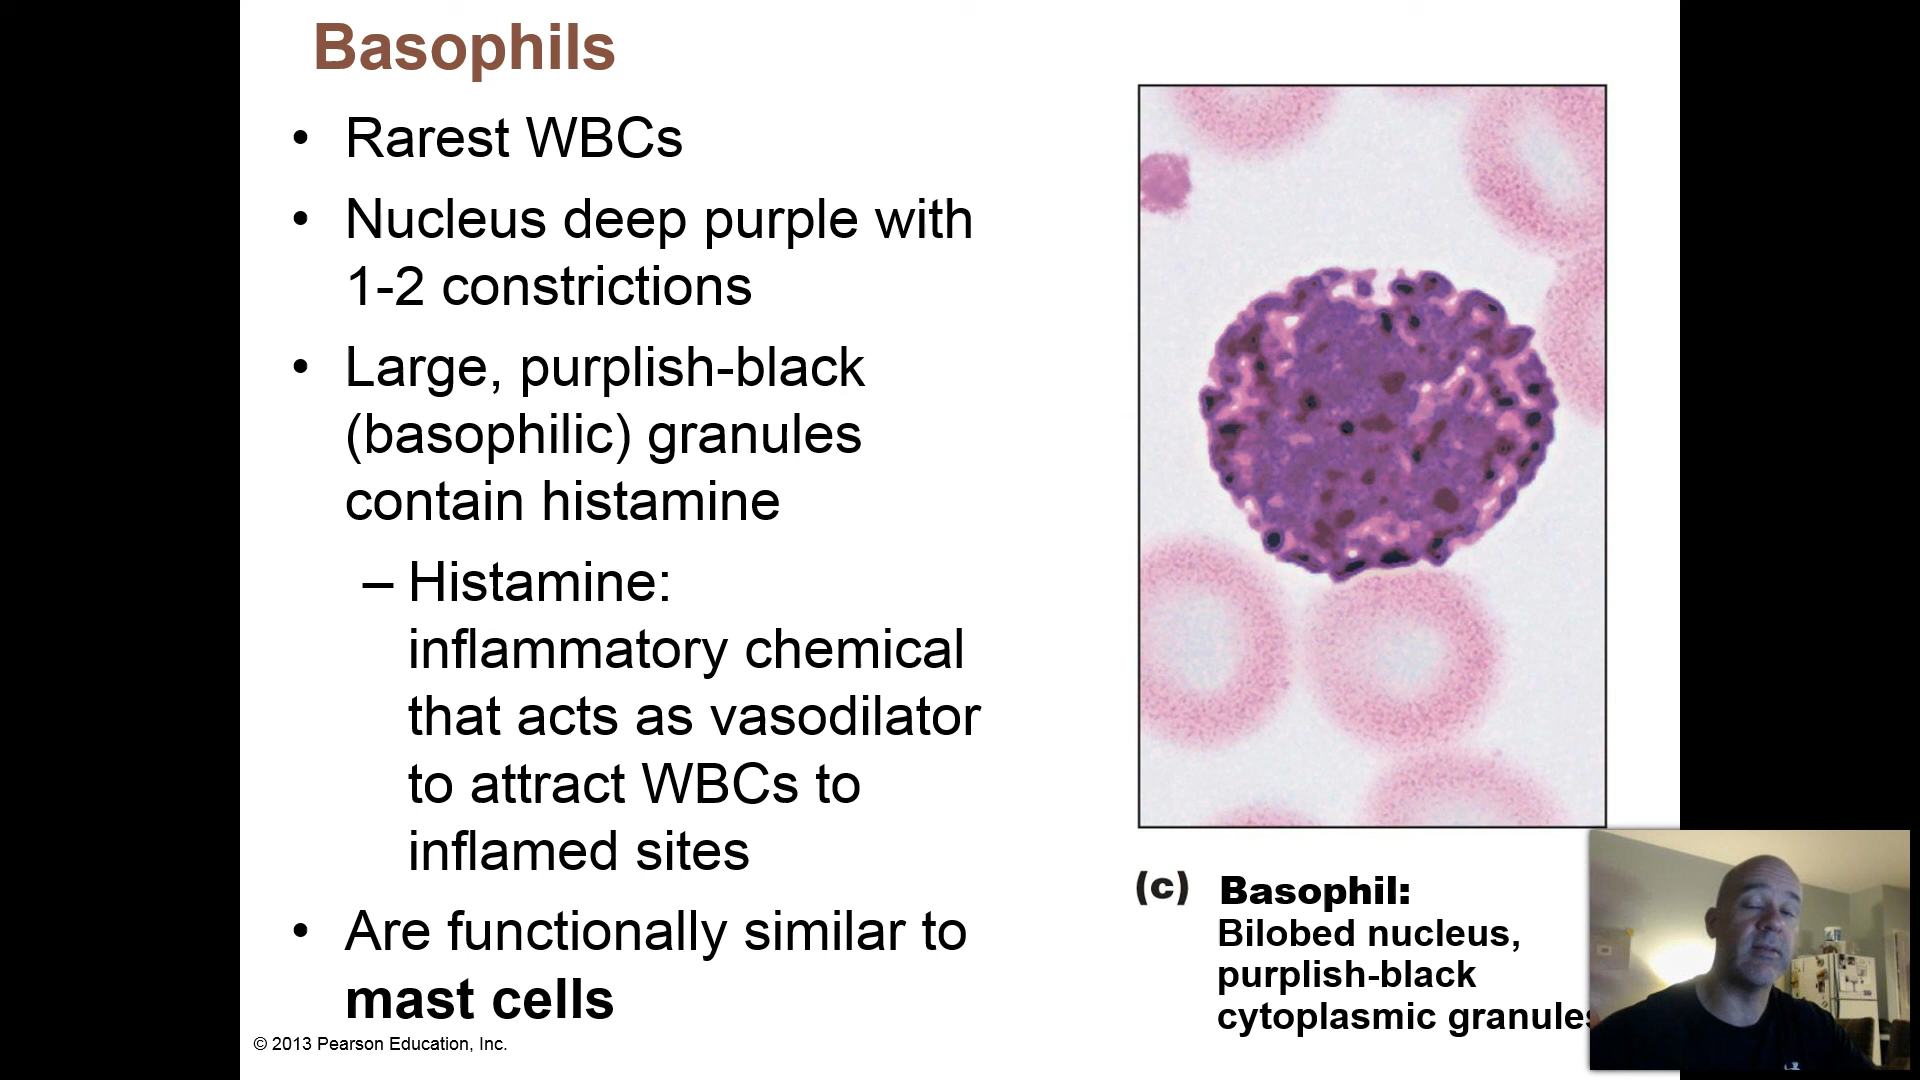 Basophils
• Rarest WBCs
• Nucleus deep purple with
1-2 constrictions
• Large, purplish-black
(basophilic) granules
contain histamine
– Histamine:
inflammatory chemical
that acts as vasodilator
to attract WBCs to
inflamed sites
• Are functionally similar to
mast cells
© 2013 Pearson Education, Inc.
(c) Basophil:
Bilobed nucleus,
purplish-black
cytoplasmic granules